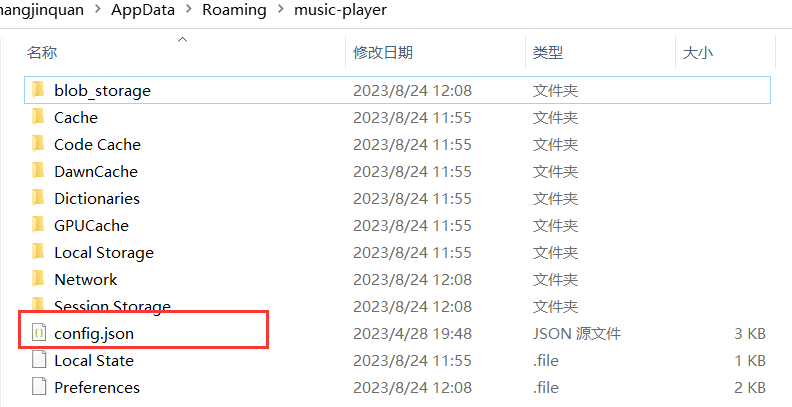 AppData > Roaming > music-player
名称 修改日期 类型 大小
blob_storage 2023/8/24 12:08 文件夹
Cache 2023/8/24 11:55 文件夹
Code Cache 2023/8/24 11:55 文件夹
DawnCache 2023/8/24 11:55 文件夹
Dictionaries 2023/8/24 11:55 文件夹
GPUCache 2023/8/24 11:55 文件夹
Local Storage 2023/8/24 11:55 文件夹
Network 2023/8/24 12:08 文件夹
Session Storage 2023/8/24 12:08 文件夹
config.json 2023/4/28 19:48 JSON 源文件 3 KB
Local State 2023/8/24 11:55 .file 1 KB
Preferences 2023/8/24 12:08 .file 2 KB